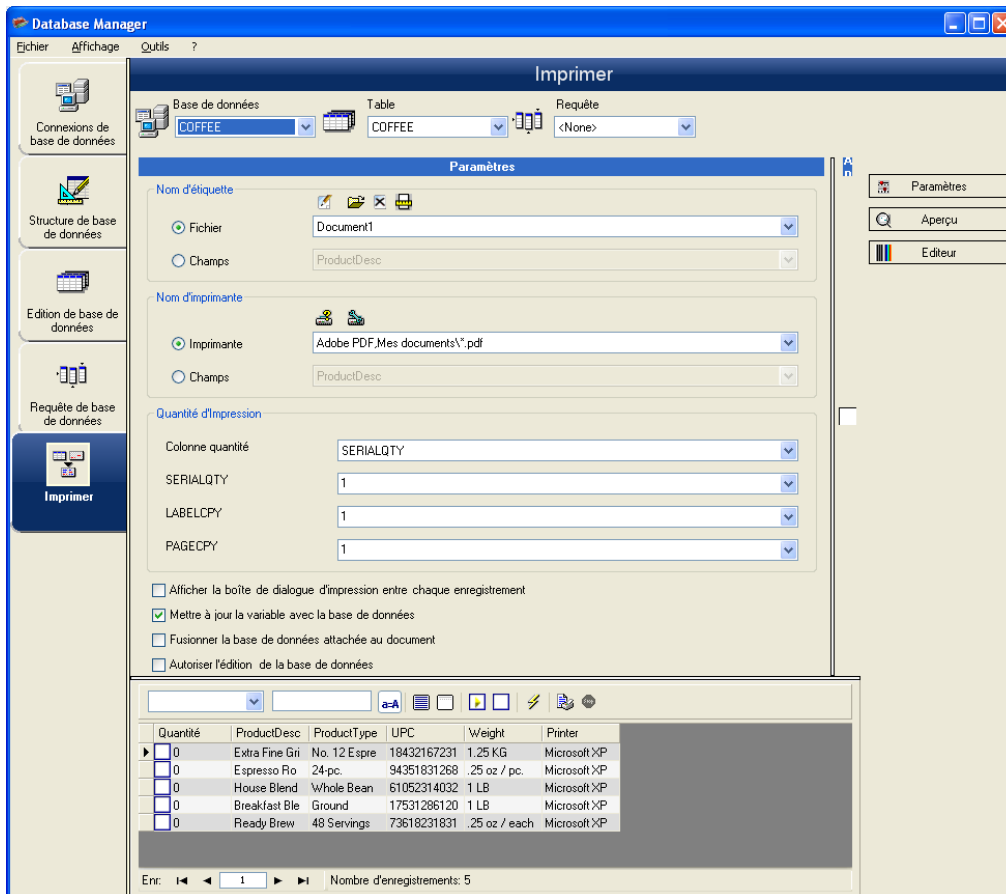 Database Manager
Fichier Affichage Outils ?
Imprimer
Connexions de
base de données
Structure de base
de données
Edition de base de
données
Requête de base
de données
Imprimer
Base de données
COFFEE
Table
COFFEE
Requête
<None>
Paramètres
Nom d'étiquette
Fichier
Document1
Champs
ProductDesc
Nom d'imprimante
Imprimante
Adobe PDF,Mes documents\*.pdf
Champs
ProductDesc
Quantité d'Impression
Colonne quantité
SERIALQTY
SERIALQTY
1
LABELCPY
1
PAGECPY
1
Afficher la boîte de dialogue d'impression entre chaque enregistrement
Mettre à jour la variable avec la base de données
Fusionner la base de données attachée au document
Autoriser l'édition de la base de données
Paramètres
Aperçu
Editeur
a=A
Quantité ProductDesc ProductType UPC Weight Printer
0 Extra Fine Gri No. 12 Espre 18432167231 1.25 KG Microsoft XP
0 Espresso Ro 24-pc. 94351831268 .25 oz / pc. Microsoft XP
0 House Blend Whole Bean 61052314032 1 LB Microsoft XP
0 Breakfast Ble Ground 17531286120 1 LB Microsoft XP
0 Ready Brew 48 Servings 73618231831 .25 oz / each Microsoft XP
Enr: 1 Nombre d'enregistrements: 5